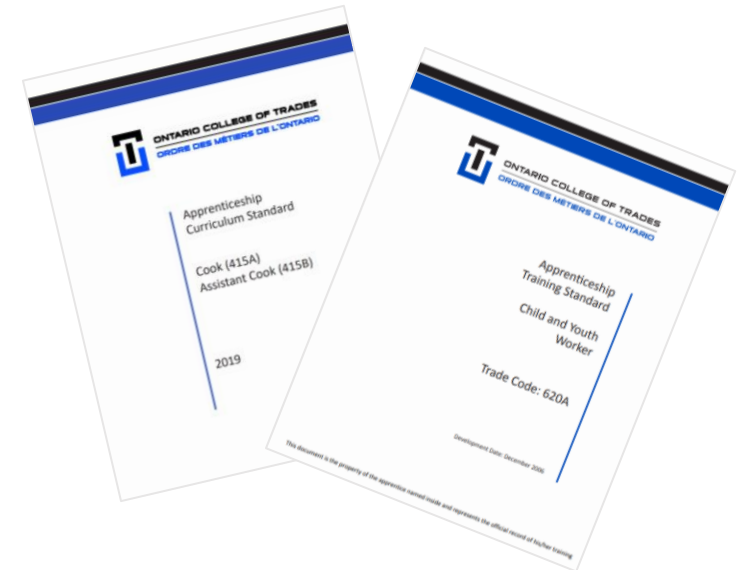 ONTARIO COLLEGE OF TRADES
ORDRE DES MÉTIERS DE L'ONTARIO
Apprenticeship
Curriculum Standard
Cook (415A)
Assistant Cook (415B)
2019
ONTARIO COLLEGE OF TRADES
ORDRE DES MÉTIERS DE L'ONTARIO
Apprenticeship
Training Standard
Child and Youth
Worker
Trade Code: 620A
Development Date: December 2006
This document is the property of the apprentice named inside and represents the official record of his/her training